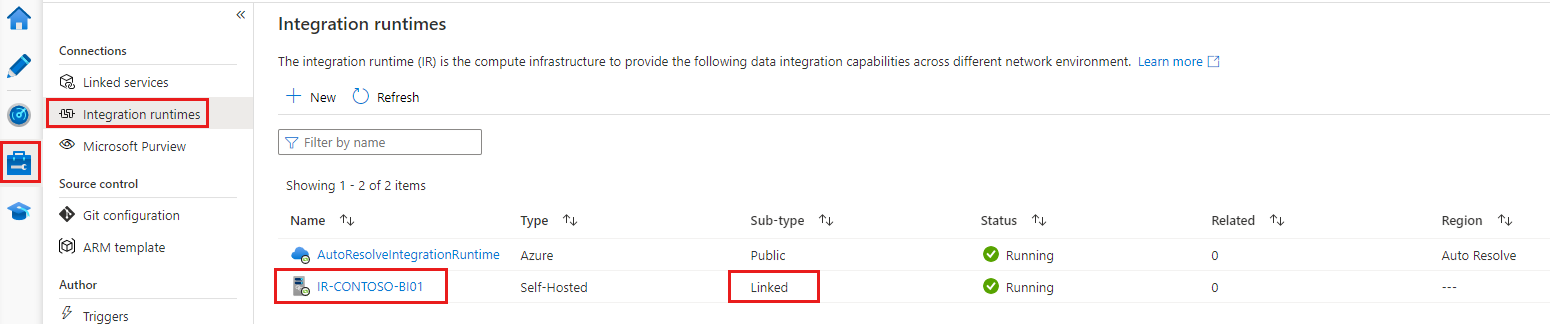 «
Connections
Linked services
Integration runtimes
Microsoft Purview
Source control
Git configuration
ARM template
Author
Triggers
Integration runtimes
The integration runtime (IR) is the compute infrastructure to provide the following data integration capabilities across different network environment. Learn more
New Refresh
Filter by name
Showing 1 - 2 of 2 items
Name Type Sub-type Status Related Region
AutoResolveIntegrationRuntime Azure Public Running 0 Auto Resolve
IR-CONTOSO-BI01 Self-Hosted Linked Running 0 ---